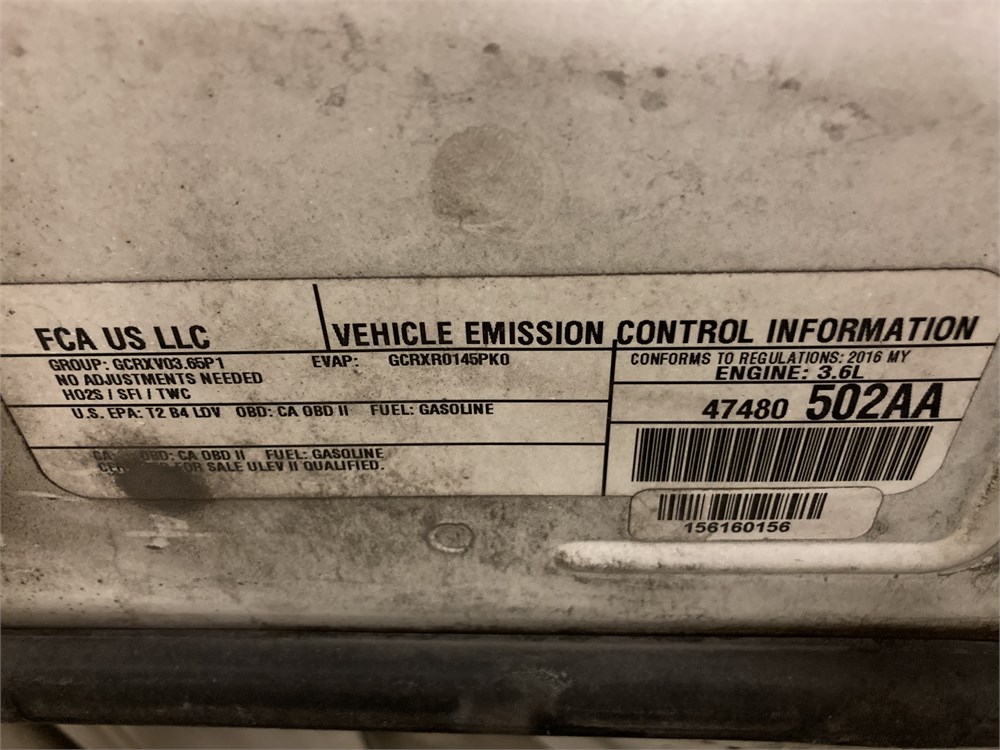 FCA US LLC
VEHICLE EMISSION CONTROL INFORMATION
GROUP: GCRXV03.65P1
EVAP: GCRXR0145PK0
NO ADJUSTMENTS NEEDED
HO2S / SFI / TWC
U.S. EPA: T2 B4 LDV OBD: CA OBD II FUEL: GASOLINE
CA OBD: CA OBD II FUEL: GASOLINE
FOR SALE ULEV II QUALIFIED.
CONFORMS TO REGULATIONS: 2016 MY
ENGINE: 3.6L
47480 502AA
156160156